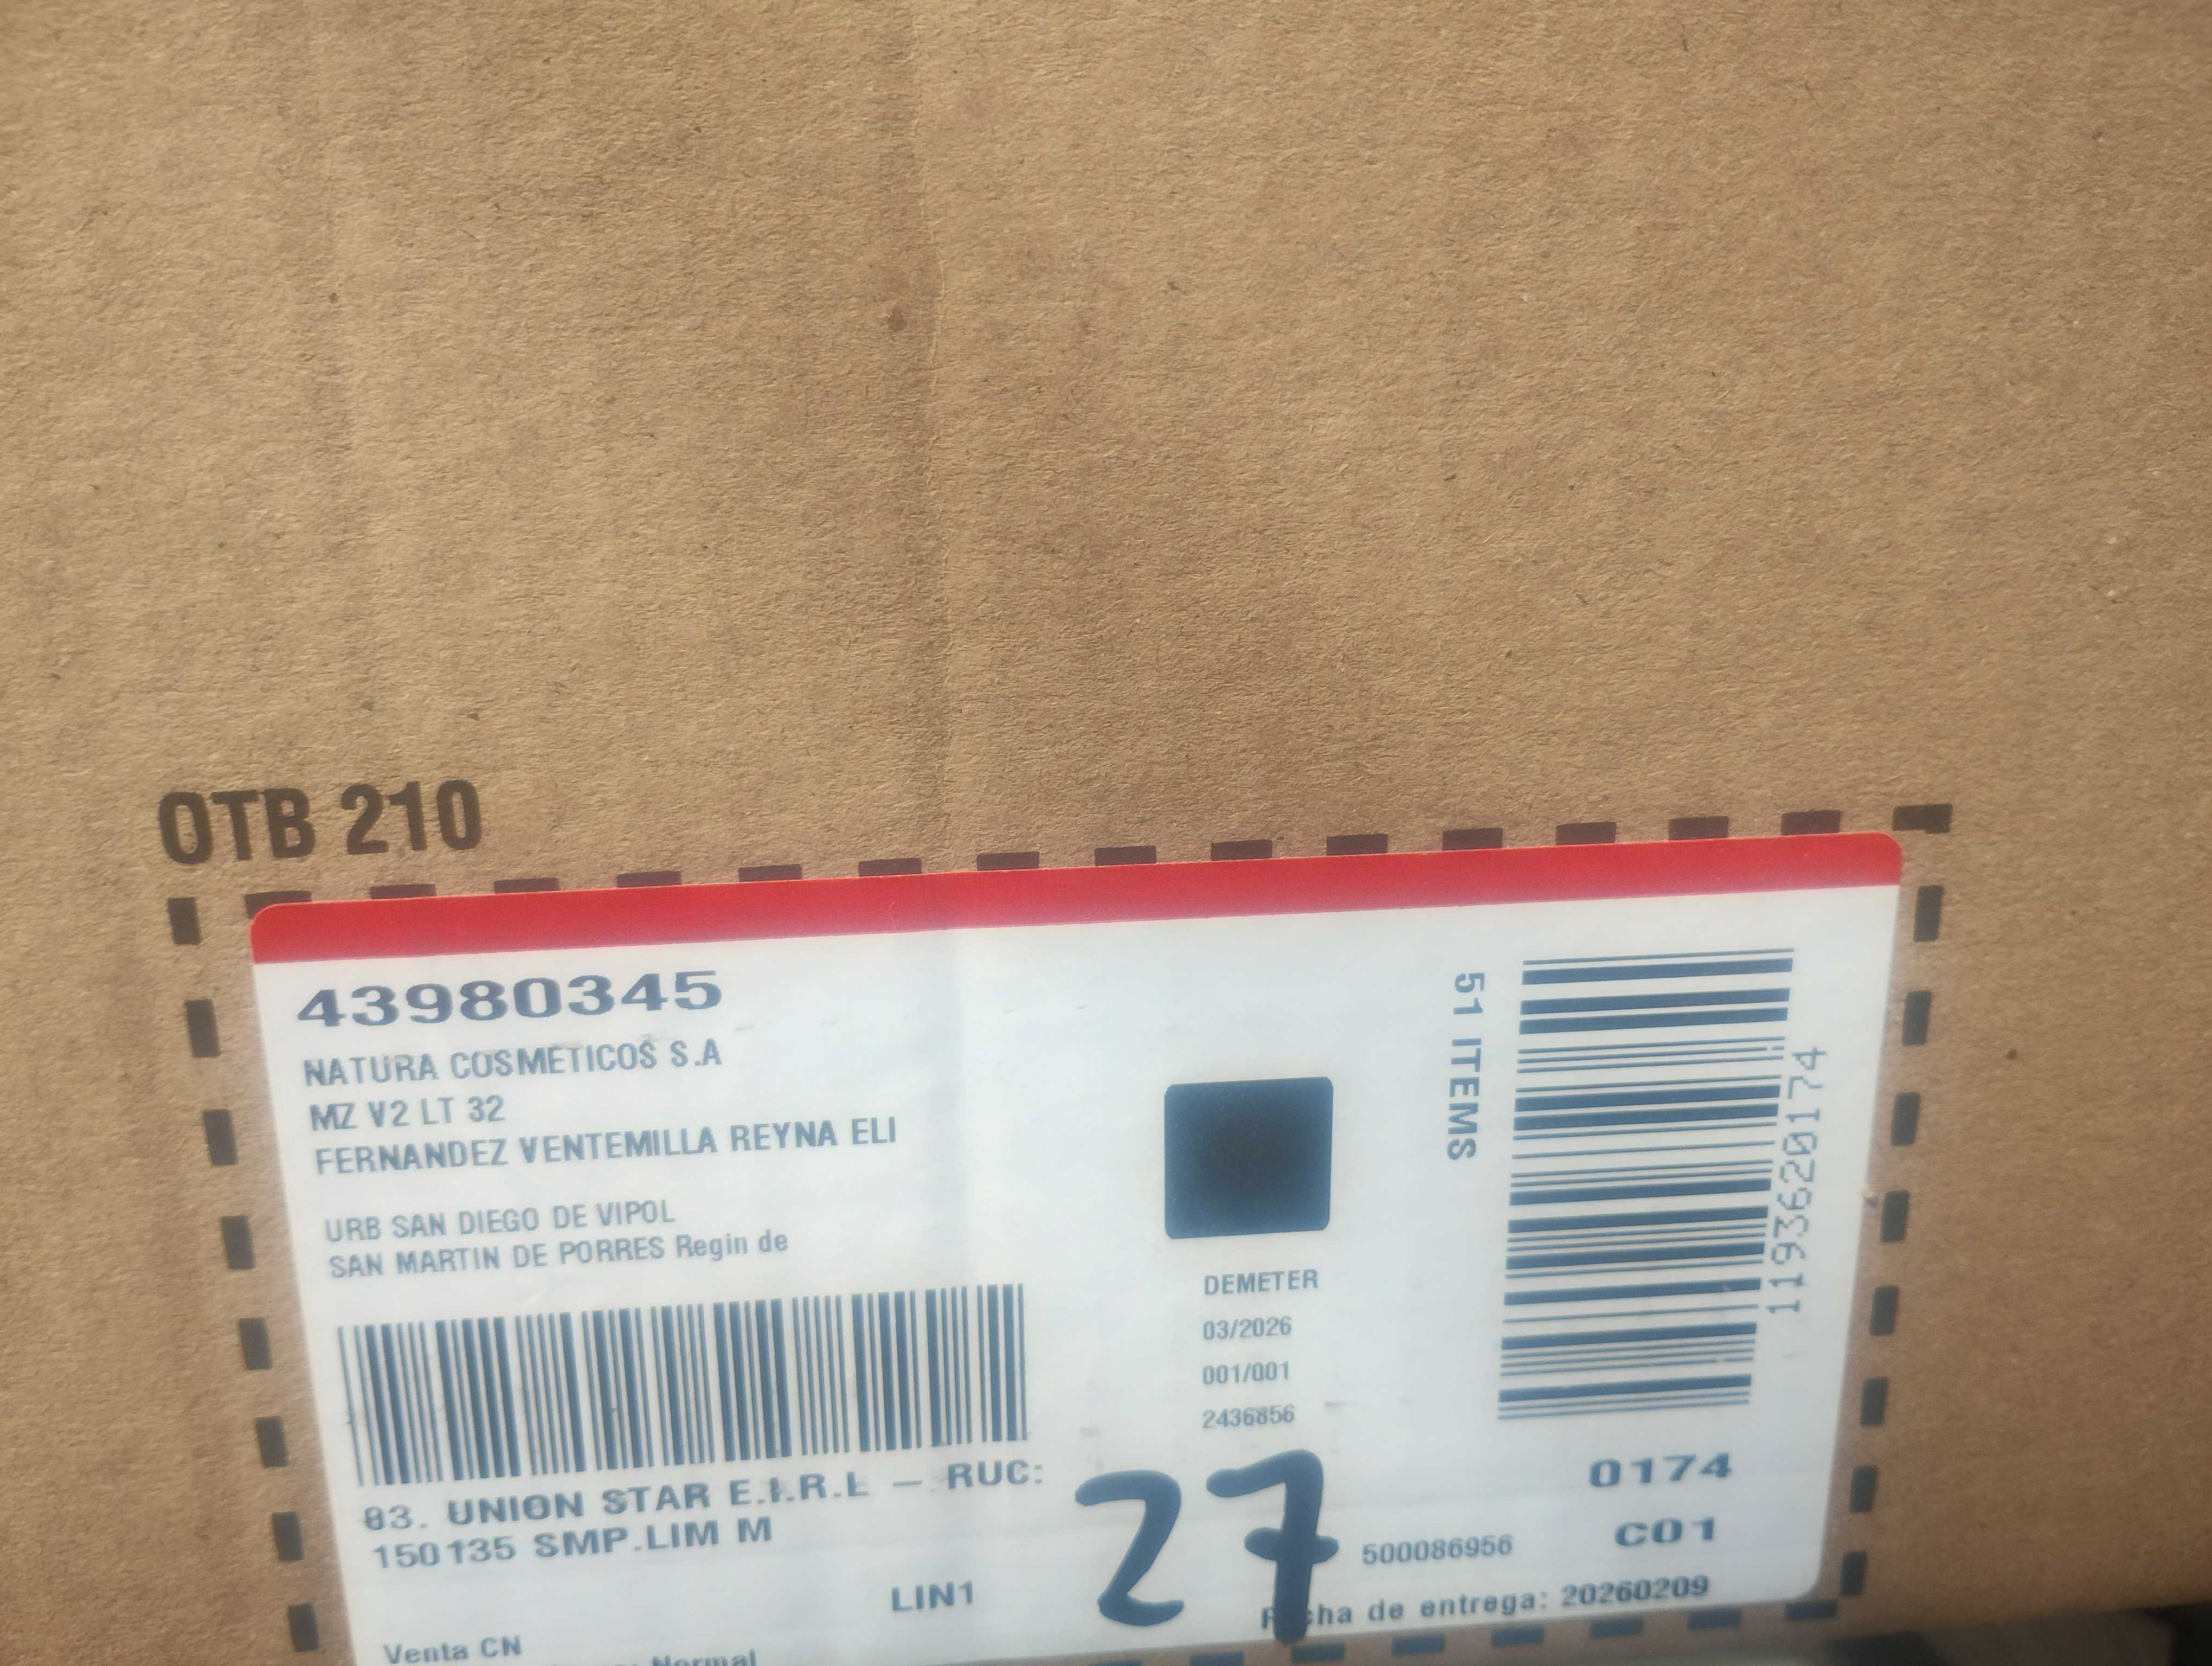 OTB 210
43980345
NATURA COSMETICOS S.A
MZ V2 LT 32
FERNANDEZ VENTEMILLA REYNA ELI
URB SAN DIEGO DE VIPOL
SAN MARTIN DE PORRES Regin de
83. UNION STAR E.I.R.L - RUC:
150135 SMP.LIM M
LIN1
Venta CN
Normal
DEMETER
03/2026
001/001
2436856
27
51 ITEMS
1193620174
0174
C01
500086956
Fecha de entrega: 20260209